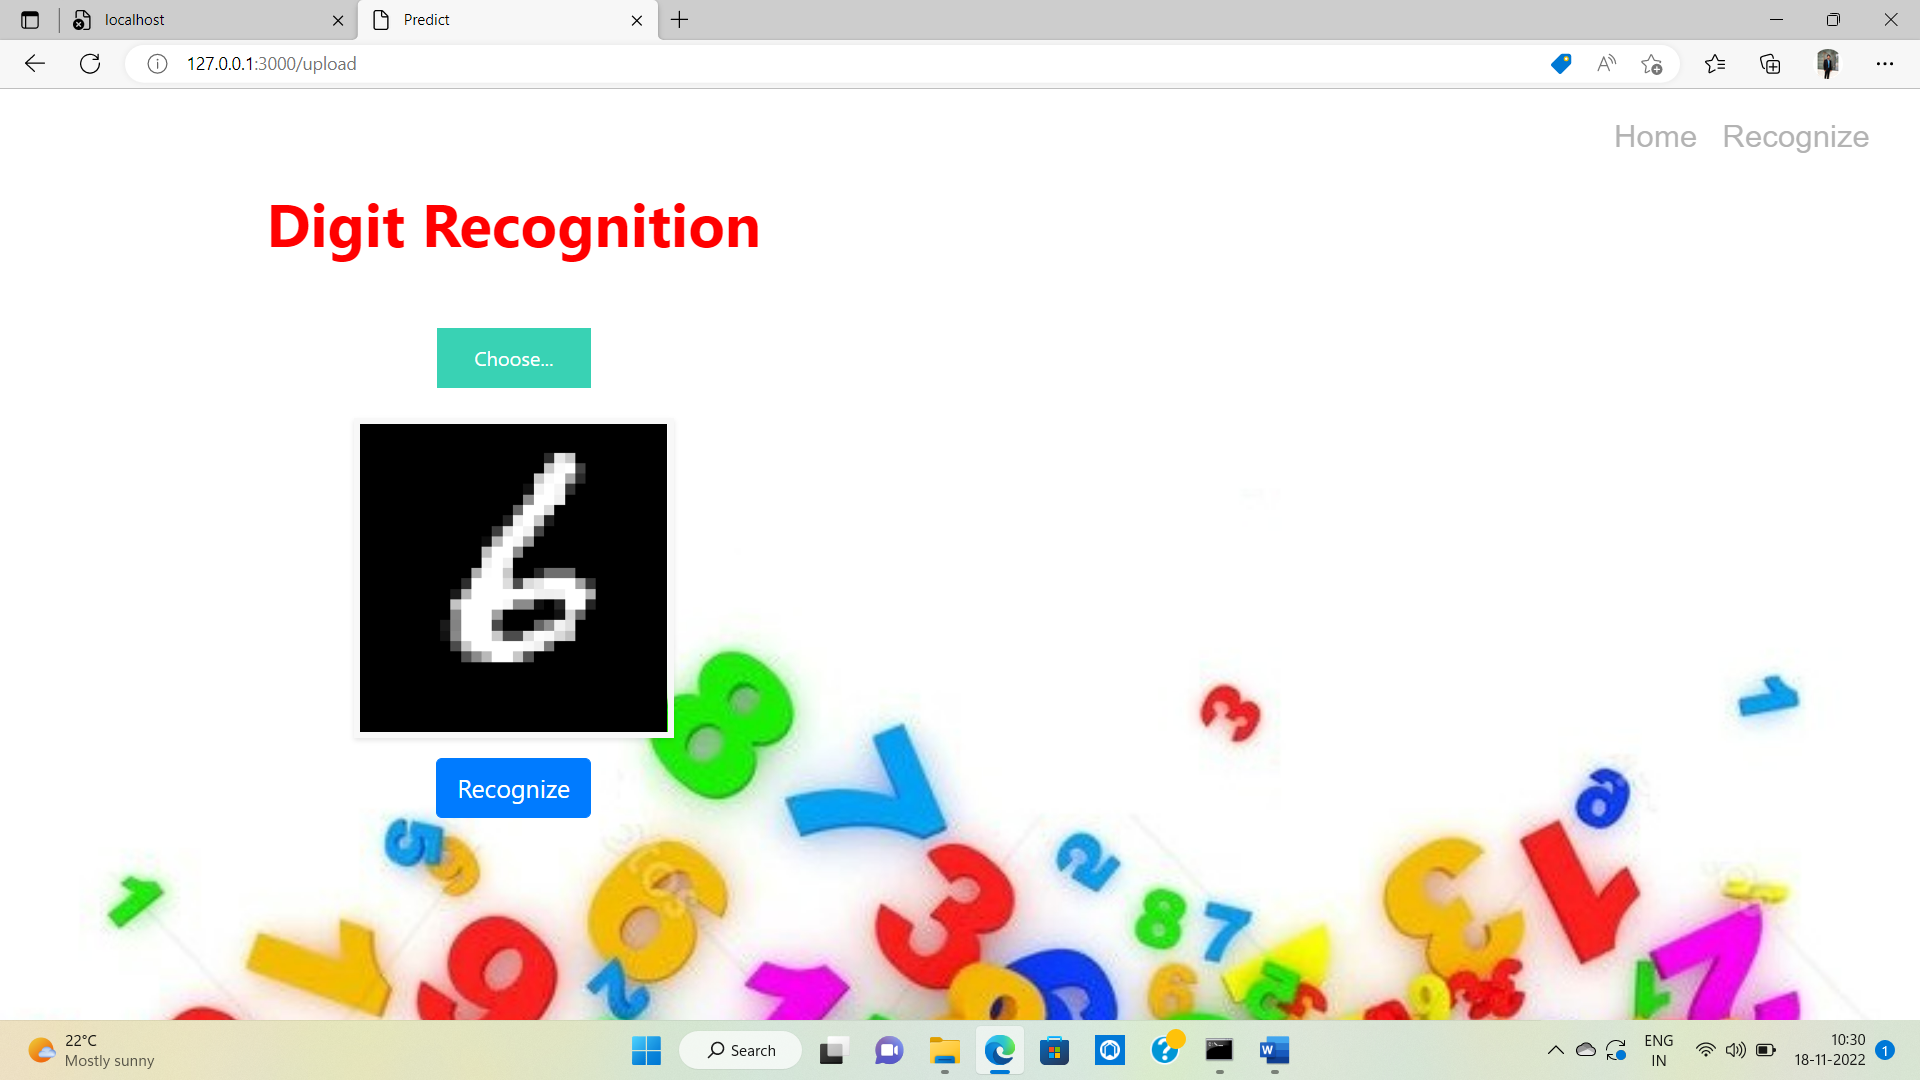 localhost
Predict
127.0.0.1:3000/upload
Home Recognize
Digit Recognition
Choose...
6
Recognize
22°C
Mostly sunny
Search
ENG
IN
10:30
18-11-2022
1